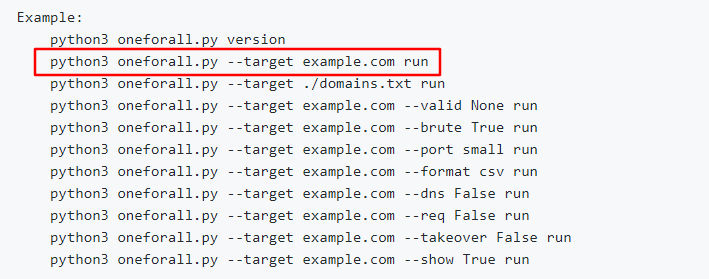 Example:
python3 oneforall.py version
python3 oneforall.py --target example.com run
python3 oneforall.py --target ./domains.txt run
python3 oneforall.py --target example.com --valid None run
python3 oneforall.py --target example.com --brute True run
python3 oneforall.py --target example.com --port small run
python3 oneforall.py --target example.com --format csv run
python3 oneforall.py --target example.com --dns False run
python3 oneforall.py --target example.com --req False run
python3 oneforall.py --target example.com --takeover False run
python3 oneforall.py --target example.com --show True run